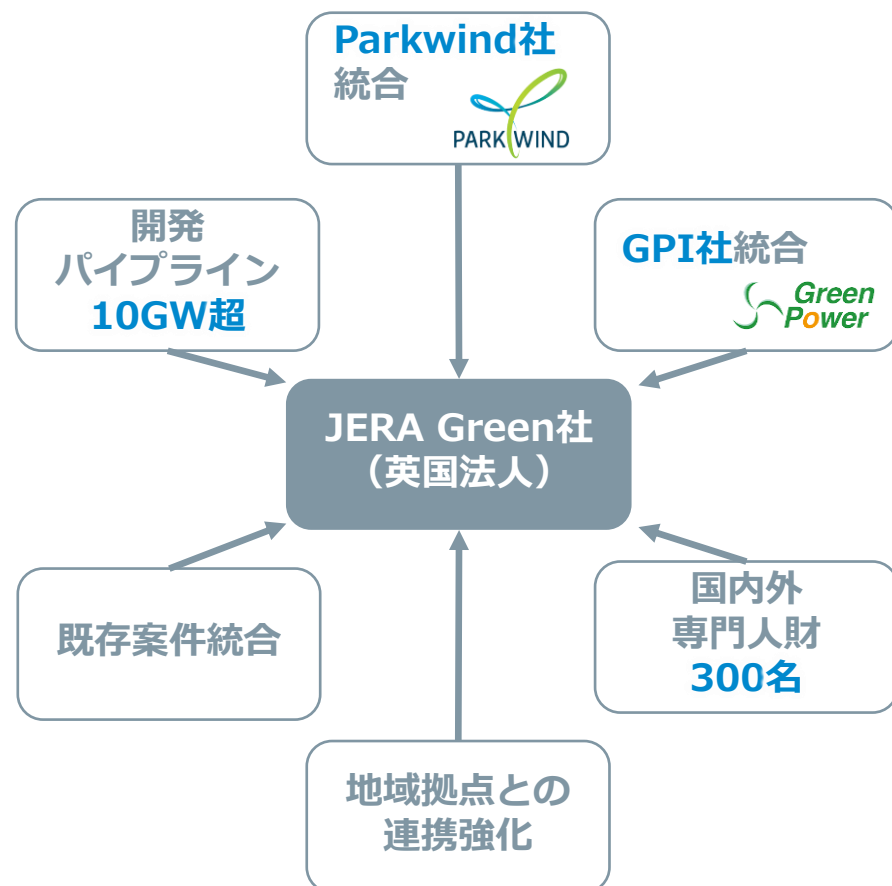 Parkwind社
統合
PARKWIND
開発
パイプライン
10GW超
GPI社統合
Green
Power
JERA Green社
（英国法人）
既存案件統合
国内外
専門人財
300名
地域拠点との
連携強化